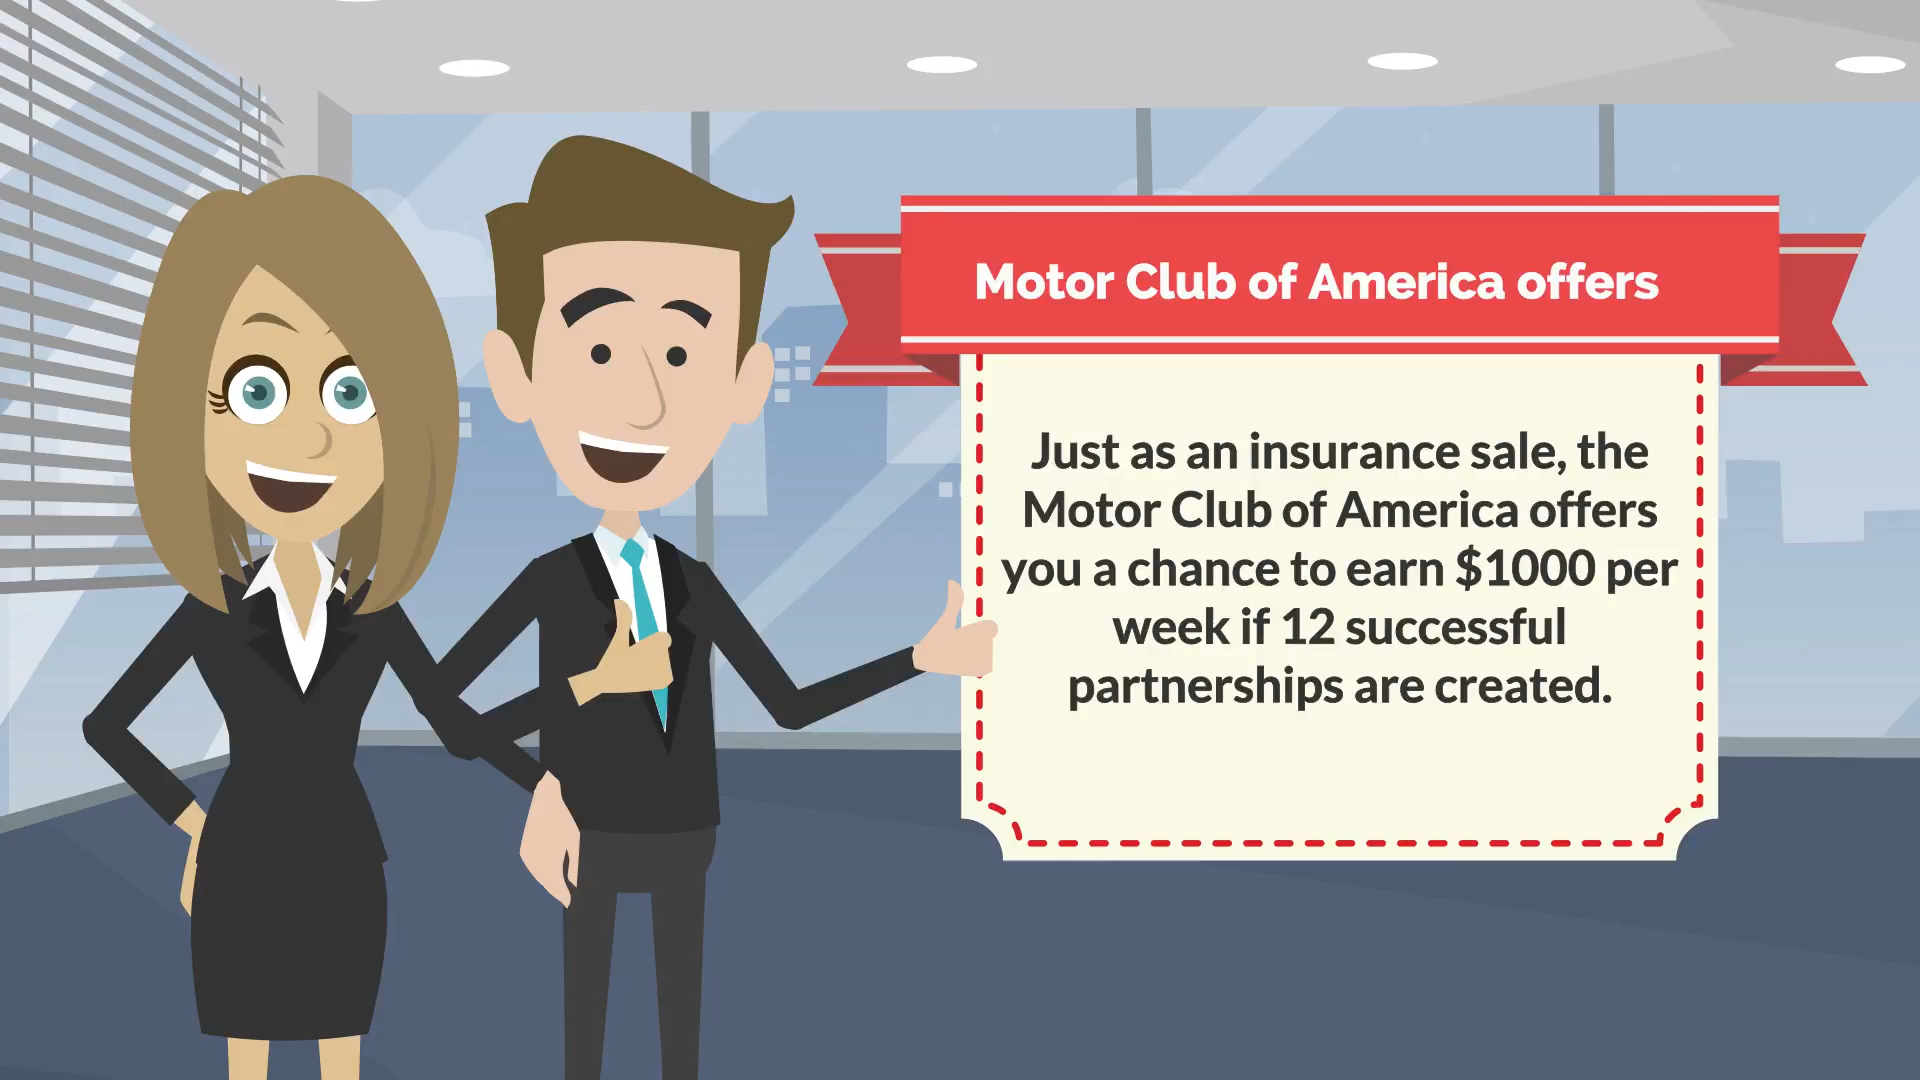 Motor Club of America offers
Just as an insurance sale, the
Motor Club of America offers
you a chance to earn $1000 per
week if 12 successful
partnerships are created.